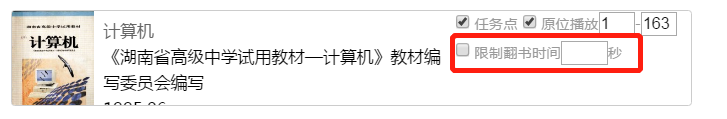 湖南省高级中学试用教材
计算机
计算机
《湖南省高级中学试用教材—计算机》教材编
写委员会编写
任务点 原位播放 1 - 163
限制翻书时间 秒